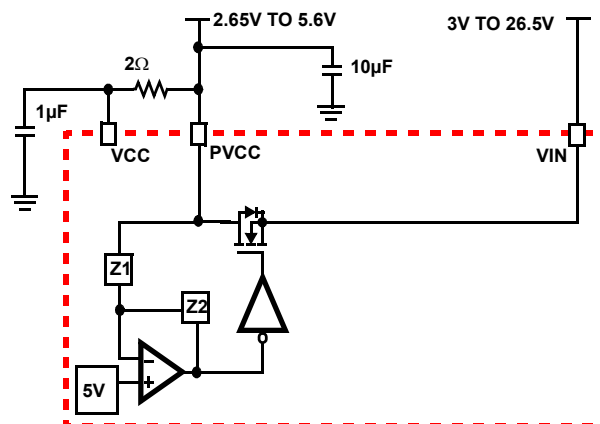 2.65V TO 5.6V
3V TO 26.5V
2Ω
10µF
1µF
VCC
PVCC
VIN
Z1
Z2
−
+
5V